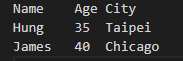 Name    Age City
Hung    35  Taipei
James   40  Chicago